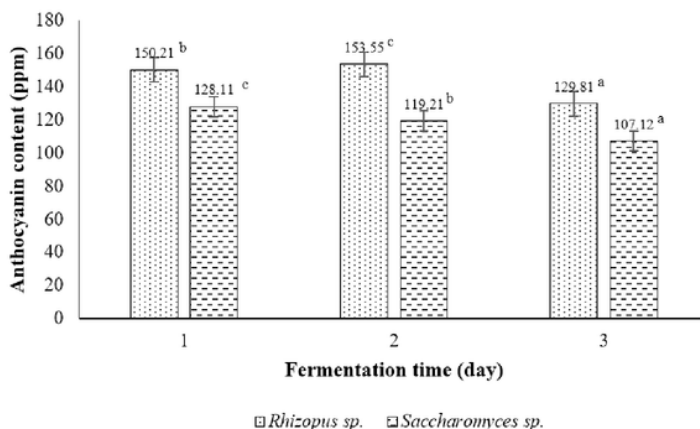 180
160
140
120
100
80
60
40
20
0
Anthocyanin content (ppm)
150.21 b
128.11 c
153.55 c
119.21 b
129.81 a
107.12 a
1 2 3
Fermentation time (day)
Rhizopus sp. Saccharomyces sp.